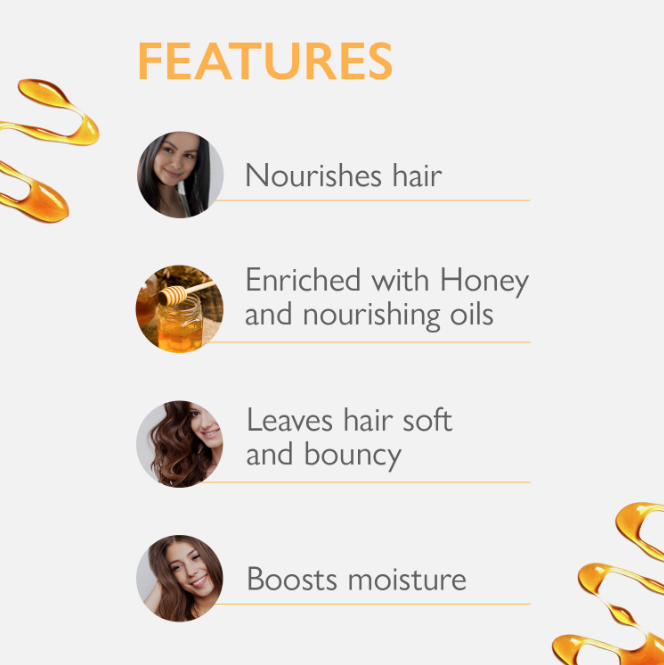 FEATURES
Nourishes hair
Enriched with Honey
and nourishing oils
Leaves hair soft
and bouncy
Boosts moisture